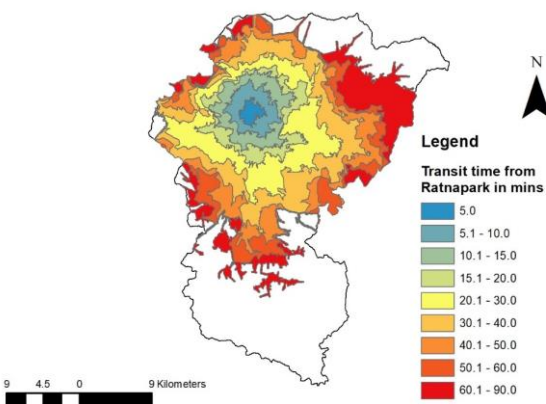 N
Legend
Transit time from
Ratnapark in mins
5.0
5.1 - 10.0
10.1 - 15.0
15.1 - 20.0
20.1 - 30.0
30.1 - 40.0
40.1 - 50.0
50.1 - 60.0
60.1 - 90.0
9 4.5 0 9 Kilometers